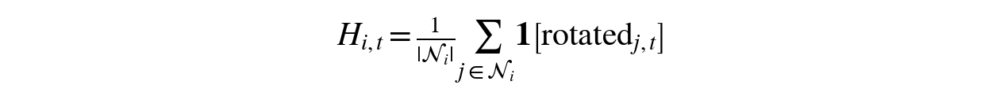 H_{i,t} = \frac{1}{|\mathcal{N}_i|} \sum_{j \in \mathcal{N}_i} \mathbf{1}[\text{rotated}_{j,t}]